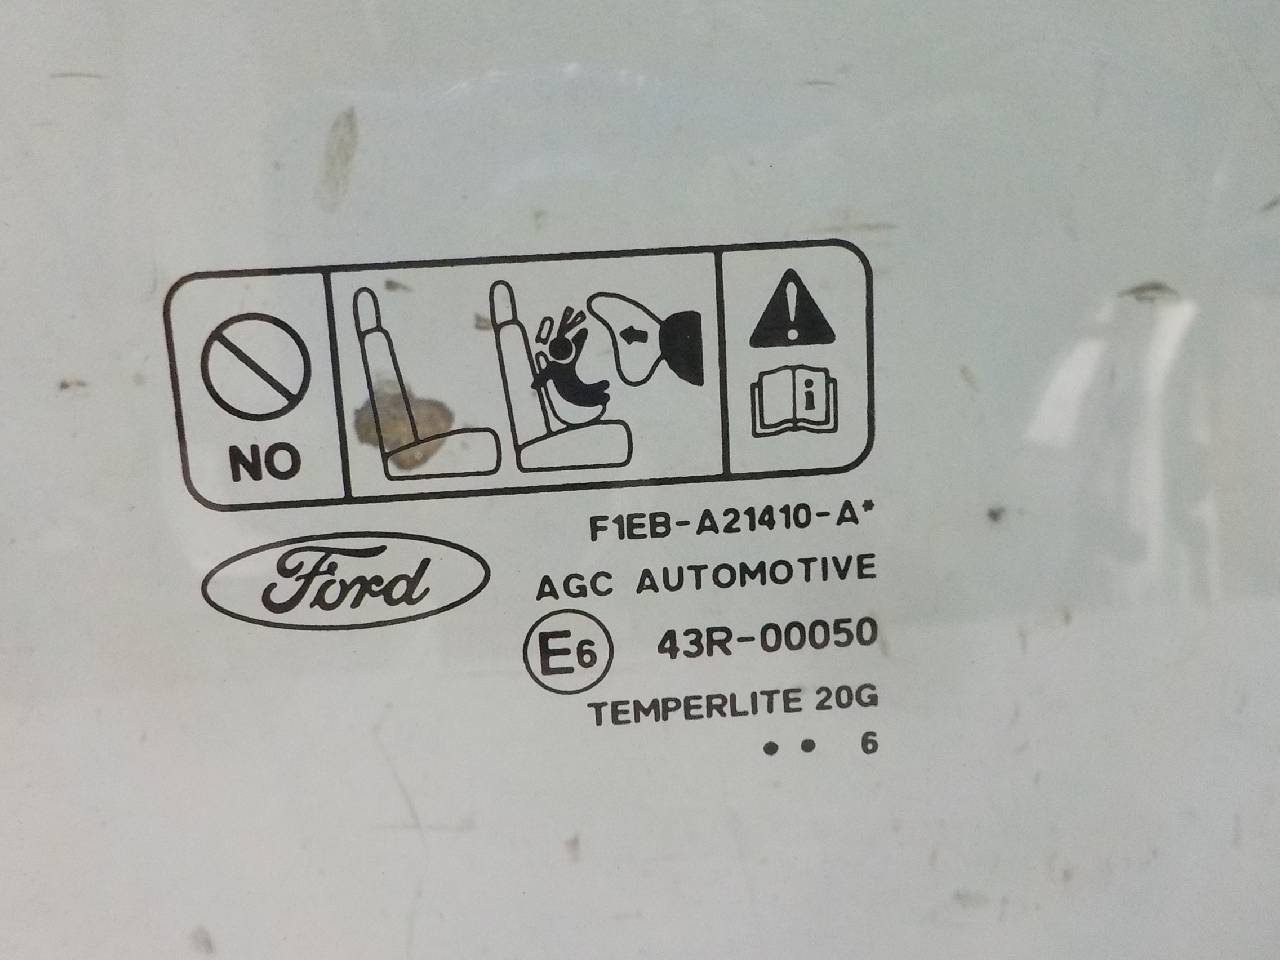 NO
i
F1EB-A21410-A*
Ford
AGC AUTOMOTIVE
E6 43R-00050
TEMPERLITE 20G
• • 6